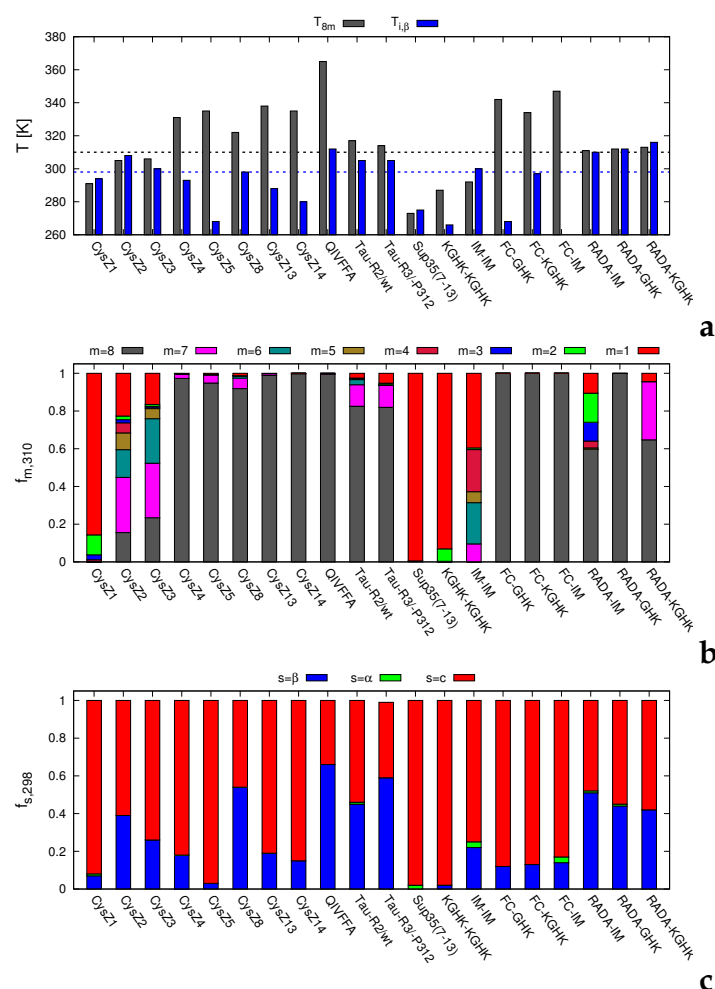 T8m Ti,β
380
360
340
320
300
280
260
T [K]
CysZ1 CysZ2 CysZ3 CysZ4 CysZ5 CysZ8 CysZ13 CysZ14 QIVFFA Tau-R2/wt Tau-R3/-P312 Sup35(7-13) KGHK-KGHK IM-IM FC-GHK FC-KGHK FC-IM RADA-IM RADA-GHK RADA-KGHK
a
m=8 m=7 m=6 m=5 m=4 m=3 m=2 m=1
1
0.8
0.6
0.4
0.2
0
fm,310
CysZ1 CysZ2 CysZ3 CysZ4 CysZ5 CysZ8 CysZ13 CysZ14 QIVFFA Tau-R2/wt Tau-R3/-P312 Sup35(7-13) KGHK-KGHK IM-IM FC-GHK FC-KGHK FC-IM RADA-IM RADA-GHK RADA-KGHK
b
s=β s=α s=c
1
0.8
0.6
0.4
0.2
0
fs,298
CysZ1 CysZ2 CysZ3 CysZ4 CysZ5 CysZ8 CysZ13 CysZ14 QIVFFA Tau-R2/wt Tau-R3/-P312 Sup35(7-13) KGHK-KGHK IM-IM FC-GHK FC-KGHK FC-IM RADA-IM RADA-GHK RADA-KGHK
c